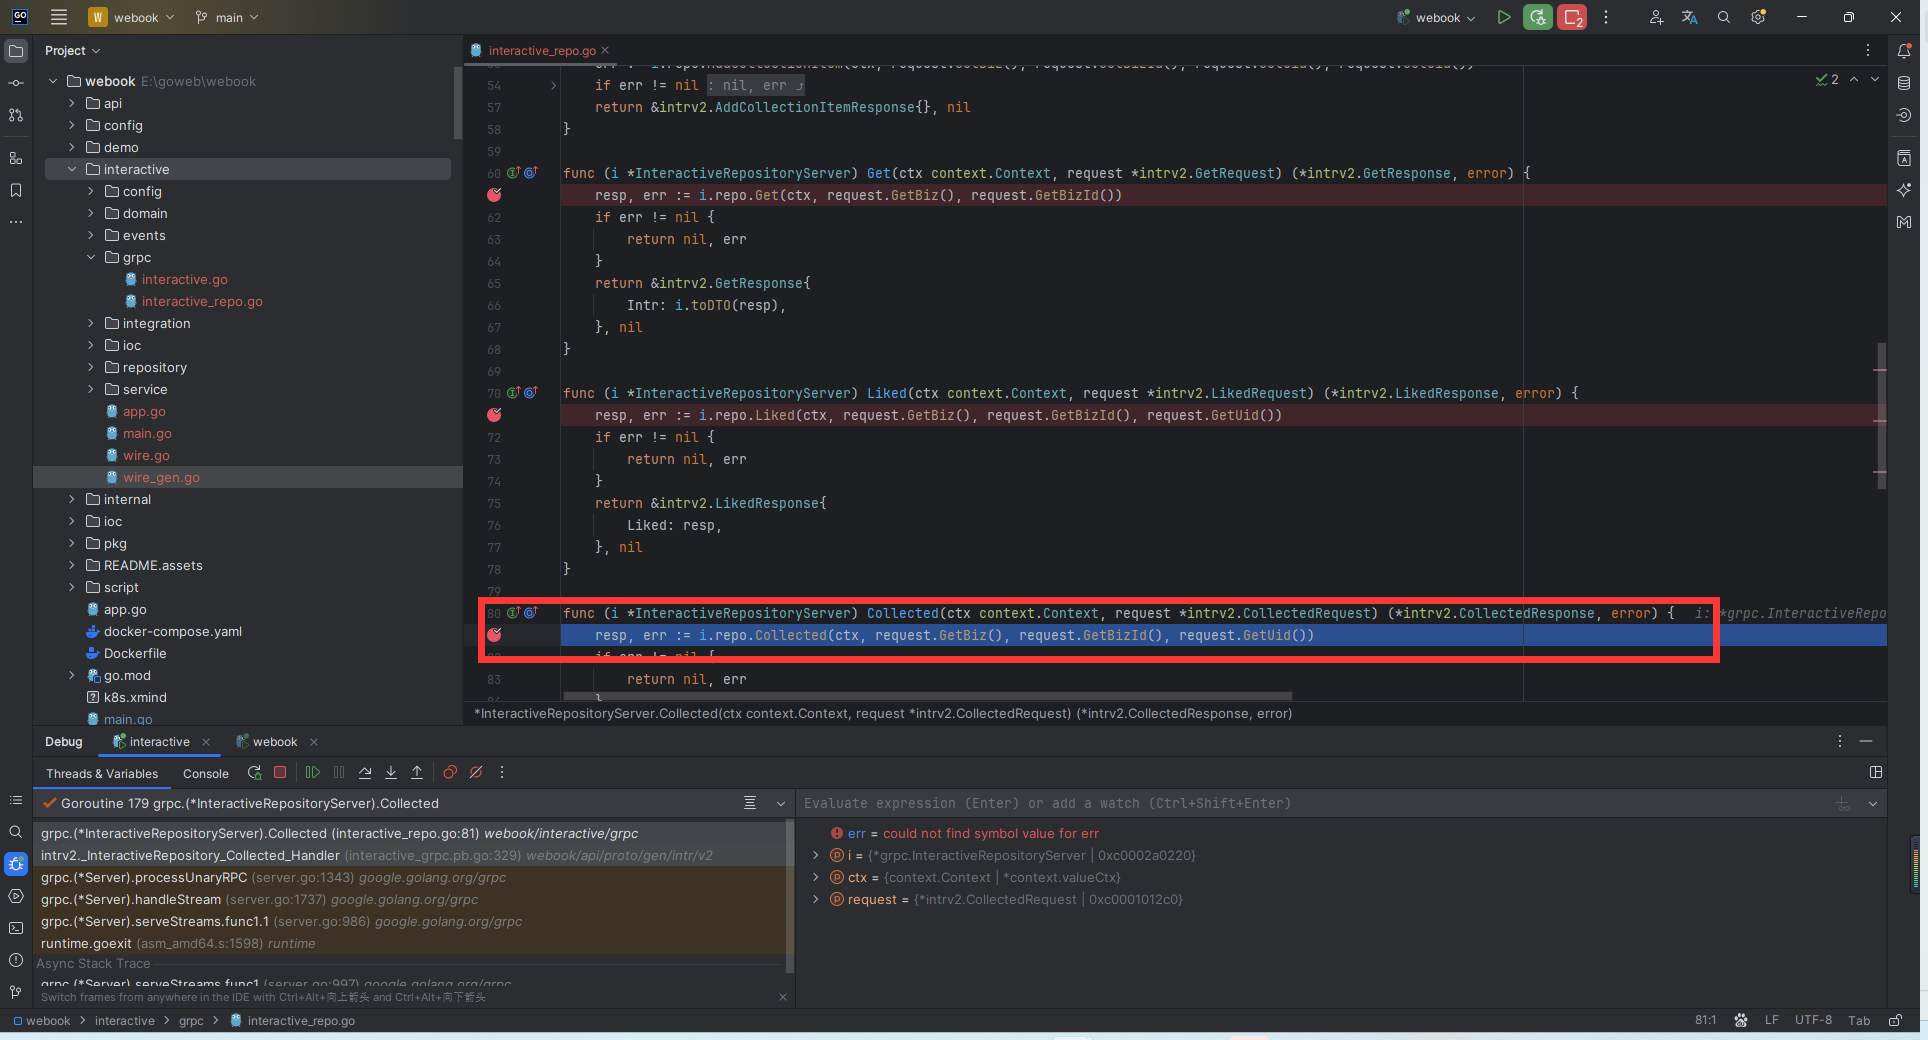 GO
W webook
main
webook
2
Project
webook E:\goweb\webook
api
config
demo
interactive
config
domain
events
grpc
interactive.go
interactive_repo.go
integration
ioc
repository
service
app.go
main.go
wire.go
wire_gen.go
internal
ioc
pkg
README.assets
script
app.go
docker-compose.yaml
Dockerfile
go.mod
k8s.xmind
main.go
interactive_repo.go
2
54 if err != nil : nil, err
57 return &intrv2.AddCollectionItemResponse{}, nil
58 }
59
60 func (i *InteractiveRepositoryServer) Get(ctx context.Context, request *intrv2.GetRequest) (*intrv2.GetResponse, error) {
resp, err := i.repo.Get(ctx, request.GetBiz(), request.GetBizId())
62 if err != nil {
63 return nil, err
64 }
65 return &intrv2.GetResponse{
66 Intr: i.toDTO(resp),
67 }, nil
68 }
69
70 func (i *InteractiveRepositoryServer) Liked(ctx context.Context, request *intrv2.LikedRequest) (*intrv2.LikedResponse, error) {
resp, err := i.repo.Liked(ctx, request.GetBiz(), request.GetBizId(), request.GetUid())
72 if err != nil {
73 return nil, err
74 }
75 return &intrv2.LikedResponse{
76 Liked: resp,
77 }, nil
78 }
79
80 func (i *InteractiveRepositoryServer) Collected(ctx context.Context, request *intrv2.CollectedRequest) (*intrv2.CollectedResponse, error) { i: *grpc.InteractiveRepo
resp, err := i.repo.Collected(ctx, request.GetBiz(), request.GetBizId(), request.GetUid())
if err != nil {
83 return nil, err
*InteractiveRepositoryServer.Collected(ctx context.Context, request *intrv2.CollectedRequest) (*intrv2.CollectedResponse, error)
Debug interactive webook
Threads & Variables Console
Goroutine 179 grpc.(*InteractiveRepositoryServer).Collected
grpc.(*InteractiveRepositoryServer).Collected (interactive_repo.go:81) webook/interactive/grpc
intrv2._InteractiveRepository_Collected_Handler (interactive_grpc.pb.go:329) webook/api/proto/gen/intr/v2
grpc.(*Server).processUnaryRPC (server.go:1343) google.golang.org/grpc
grpc.(*Server).handleStream (server.go:1737) google.golang.org/grpc
grpc.(*Server).serveStreams.func1.1 (server.go:986) google.golang.org/grpc
runtime.goexit (asm_amd64.s:1598) runtime
Async Stack Trace
grpc.(*Server).serveStreams.func1 (server.go:997) google.golang.org/grpc
Switch frames from anywhere in the IDE with Ctrl+Alt+向上箭头 and Ctrl+Alt+向下箭头
Evaluate expression (Enter) or add a watch (Ctrl+Shift+Enter)
err = could not find symbol value for err
i = {*grpc.InteractiveRepositoryServer | 0xc0002a0220}
ctx = {context.Context | *context.valueCtx}
request = {*intrv2.CollectedRequest | 0xc0001012c0}
webook > interactive > grpc > interactive_repo.go
81:1 LF UTF-8 Tab